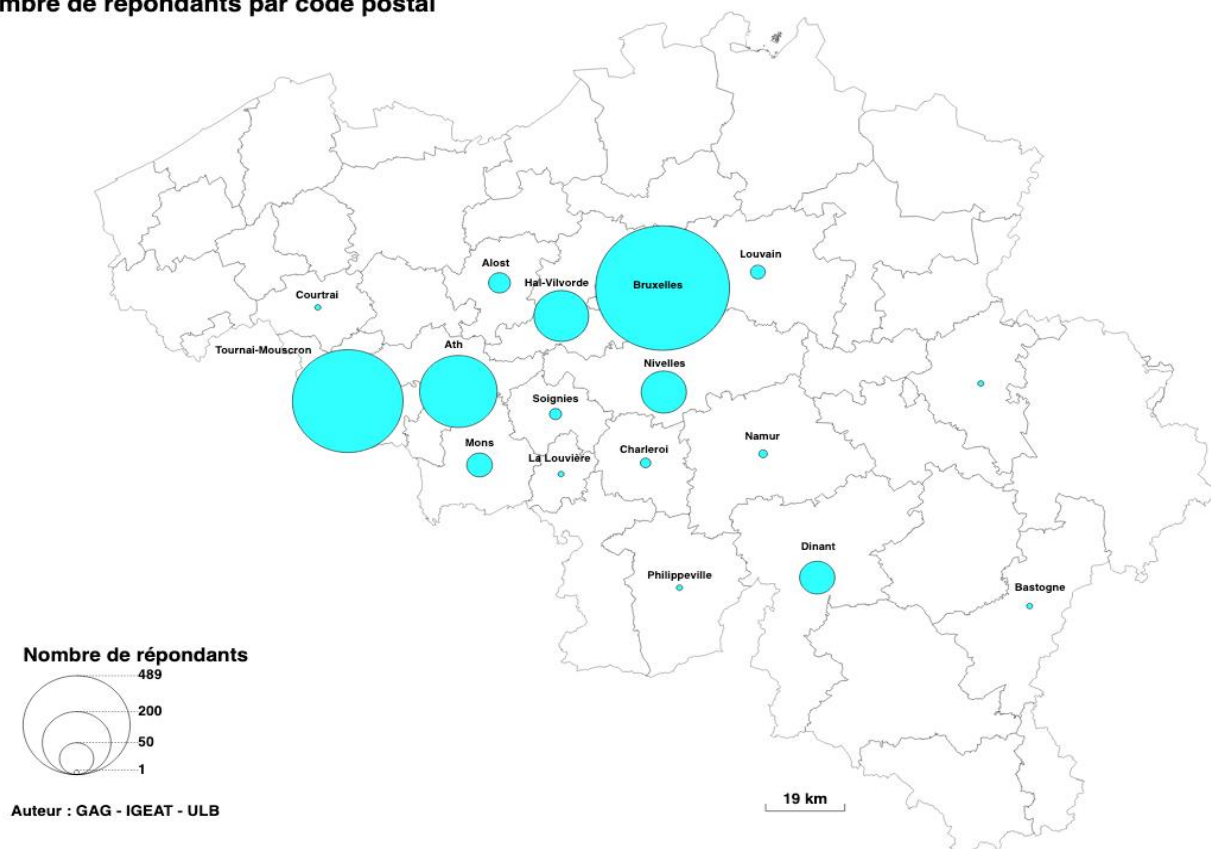 mbre de répondants par code postal
Louvain
Alost
Hal-Vilvorde
Bruxelles
Courtrai
Tournai-Mouscron
Ath
Nivelles
Soignies
Namur
Mons
Charleroi
La Louvière
Dinant
Philippeville
Bastogne
Nombre de répondants
489
200
50
1
19 km
Auteur : GAG - IGEAT - ULB